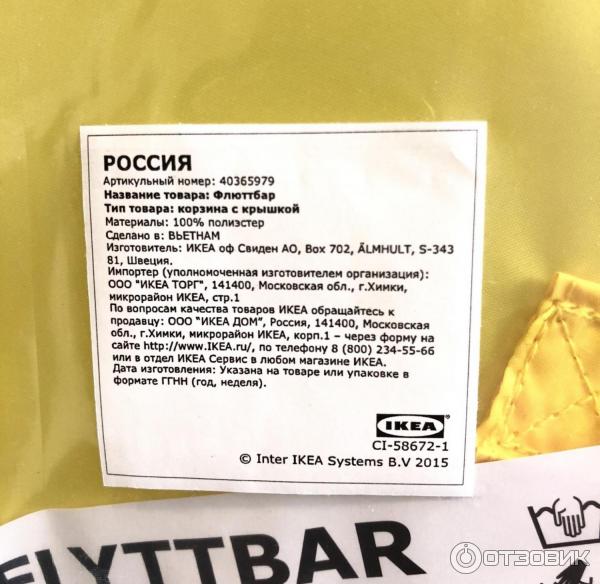 РОССИЯ
Артикульный номер: 40365979
Название товара: Флюттбар
Тип товара: корзина с крышкой
Материалы: 100% полиэстер
Сделано в: ВЬЕТНАМ
Изготовитель: ИКЕА оф Свиден АО, Box 702, ÄLMHULT, S-343
81, Швеция.
Импортер (уполномоченная изготовителем организация):
ООО "ИКЕА ТОРГ", 141400, Московская обл., г.Химки,
микрорайон ИКЕА, стр.1
По вопросам качества товаров ИКЕА обращайтесь к
продавцу: ООО "ИКЕА ДОМ", Россия, 141400, Московская
обл., г.Химки, микрорайон ИКЕА, корп.1 – через форму на
сайте http://www.IKEA.ru/, по телефону 8 (800) 234-55-66
или в отдел ИКЕА Сервис в любом магазине ИКЕА.
Дата изготовления: Указана на товаре или упаковке в
формате ГГНН (год, неделя).
IKEA
CI-58672-1
© Inter IKEA Systems B.V 2015
FLYTTBAR
ОТЗОВИК